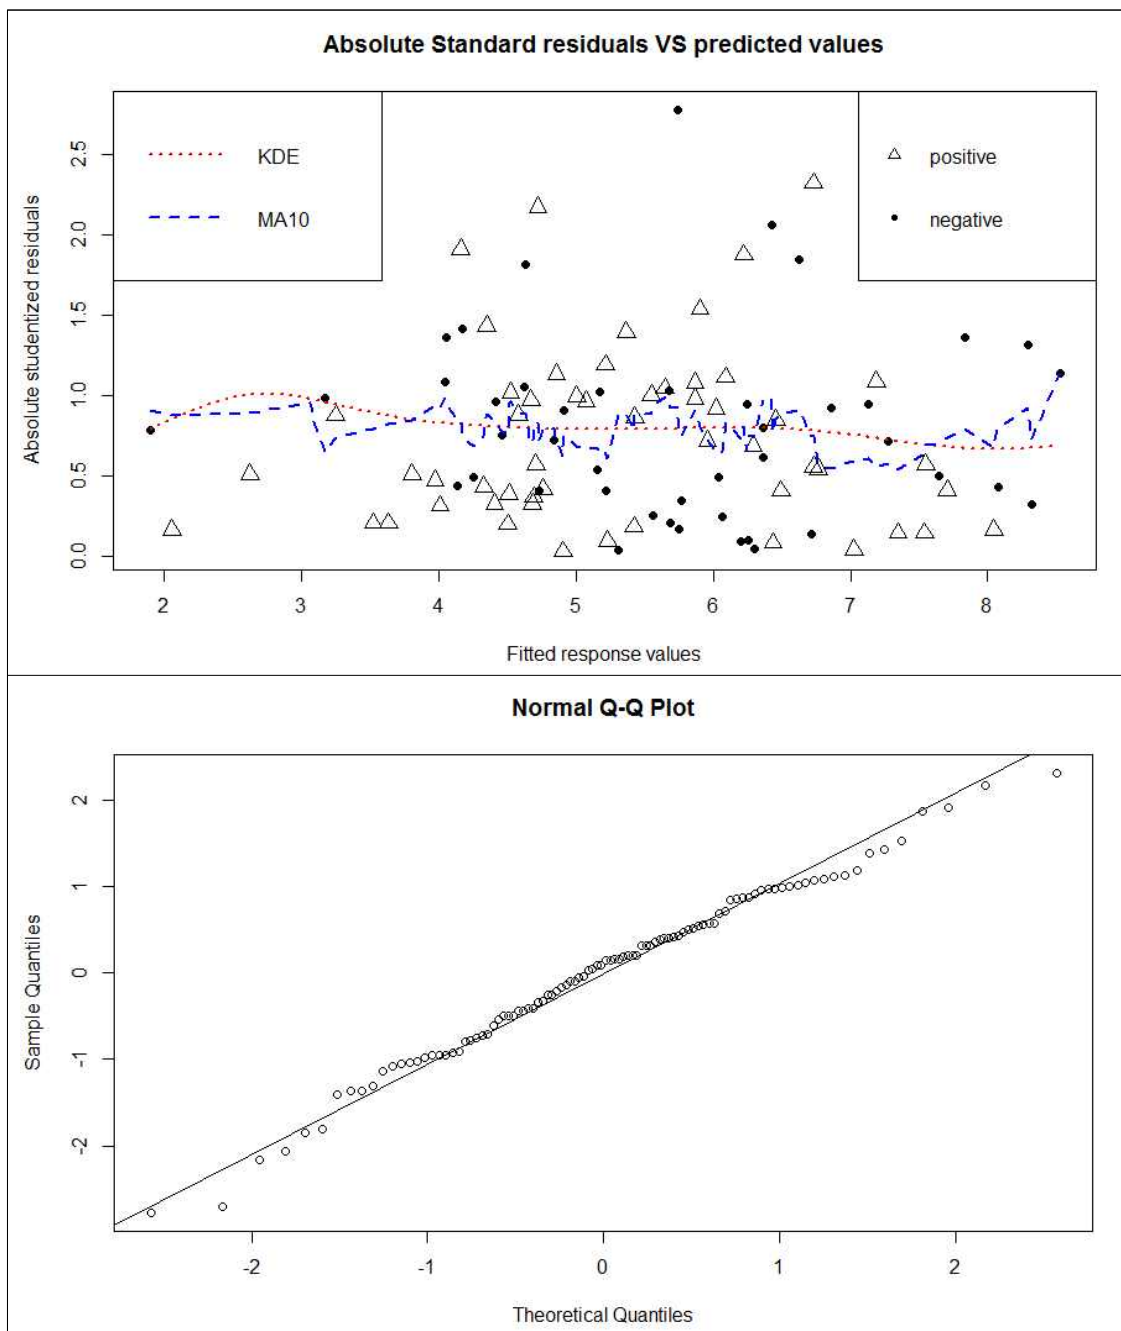 Absolute Standard residuals VS predicted values
Absolute studentized residuals
0.0 0.5 1.0 1.5 2.0 2.5
KDE
MA10
positive
negative
2 3 4 5 6 7 8
Fitted response values
Normal Q-Q Plot
Sample Quantiles
-2 -1 0 1 2
-2 -1 0 1 2
Theoretical Quantiles